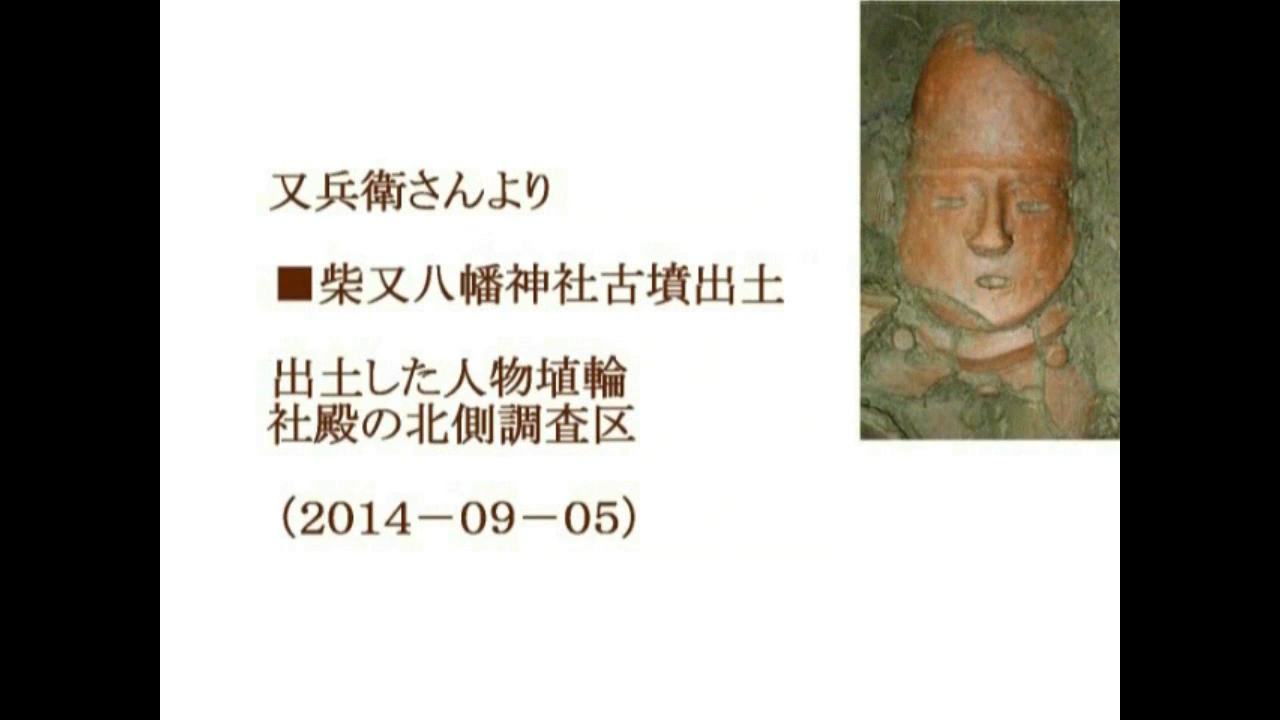 又兵衛さんより
■柴又八幡神社古墳出土
出土した人物埴輪
社殿の北側調査区
（2014－09－05）